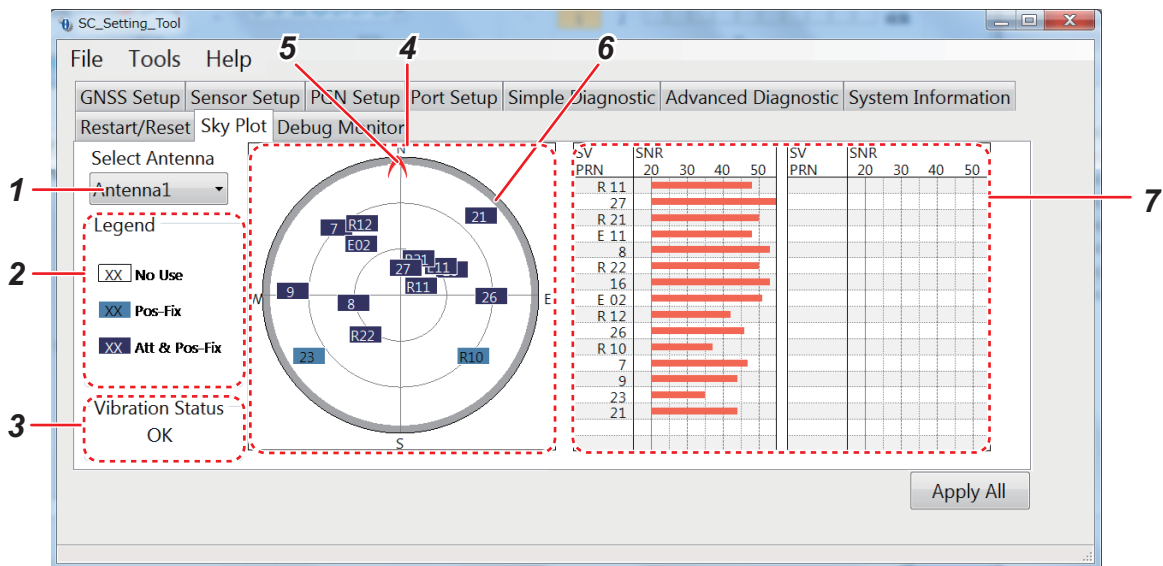 SC_Setting_Tool
File Tools Help
5 4 6
GNSS Setup Sensor Setup PGN Setup Port Setup Simple Diagnostic Advanced Diagnostic System Information
Restart/Reset Sky Plot Debug Monitor
Select Antenna
1 Antenna1
Legend
2 XX No Use
XX Pos-Fix
XX Att & Pos-Fix
Vibration Status
3 OK
N
21
7 R12
E02
R21
27 E11
R11
9 W
8 26 E
R22
23 R10
S
SV SNR SV SNR
PRN 20 30 40 50 PRN 20 30 40 50
R 11
27
R 21
E 11
8
R 22
16
E 02
R 12
26
R 10
7
9
23
21
7
Apply All